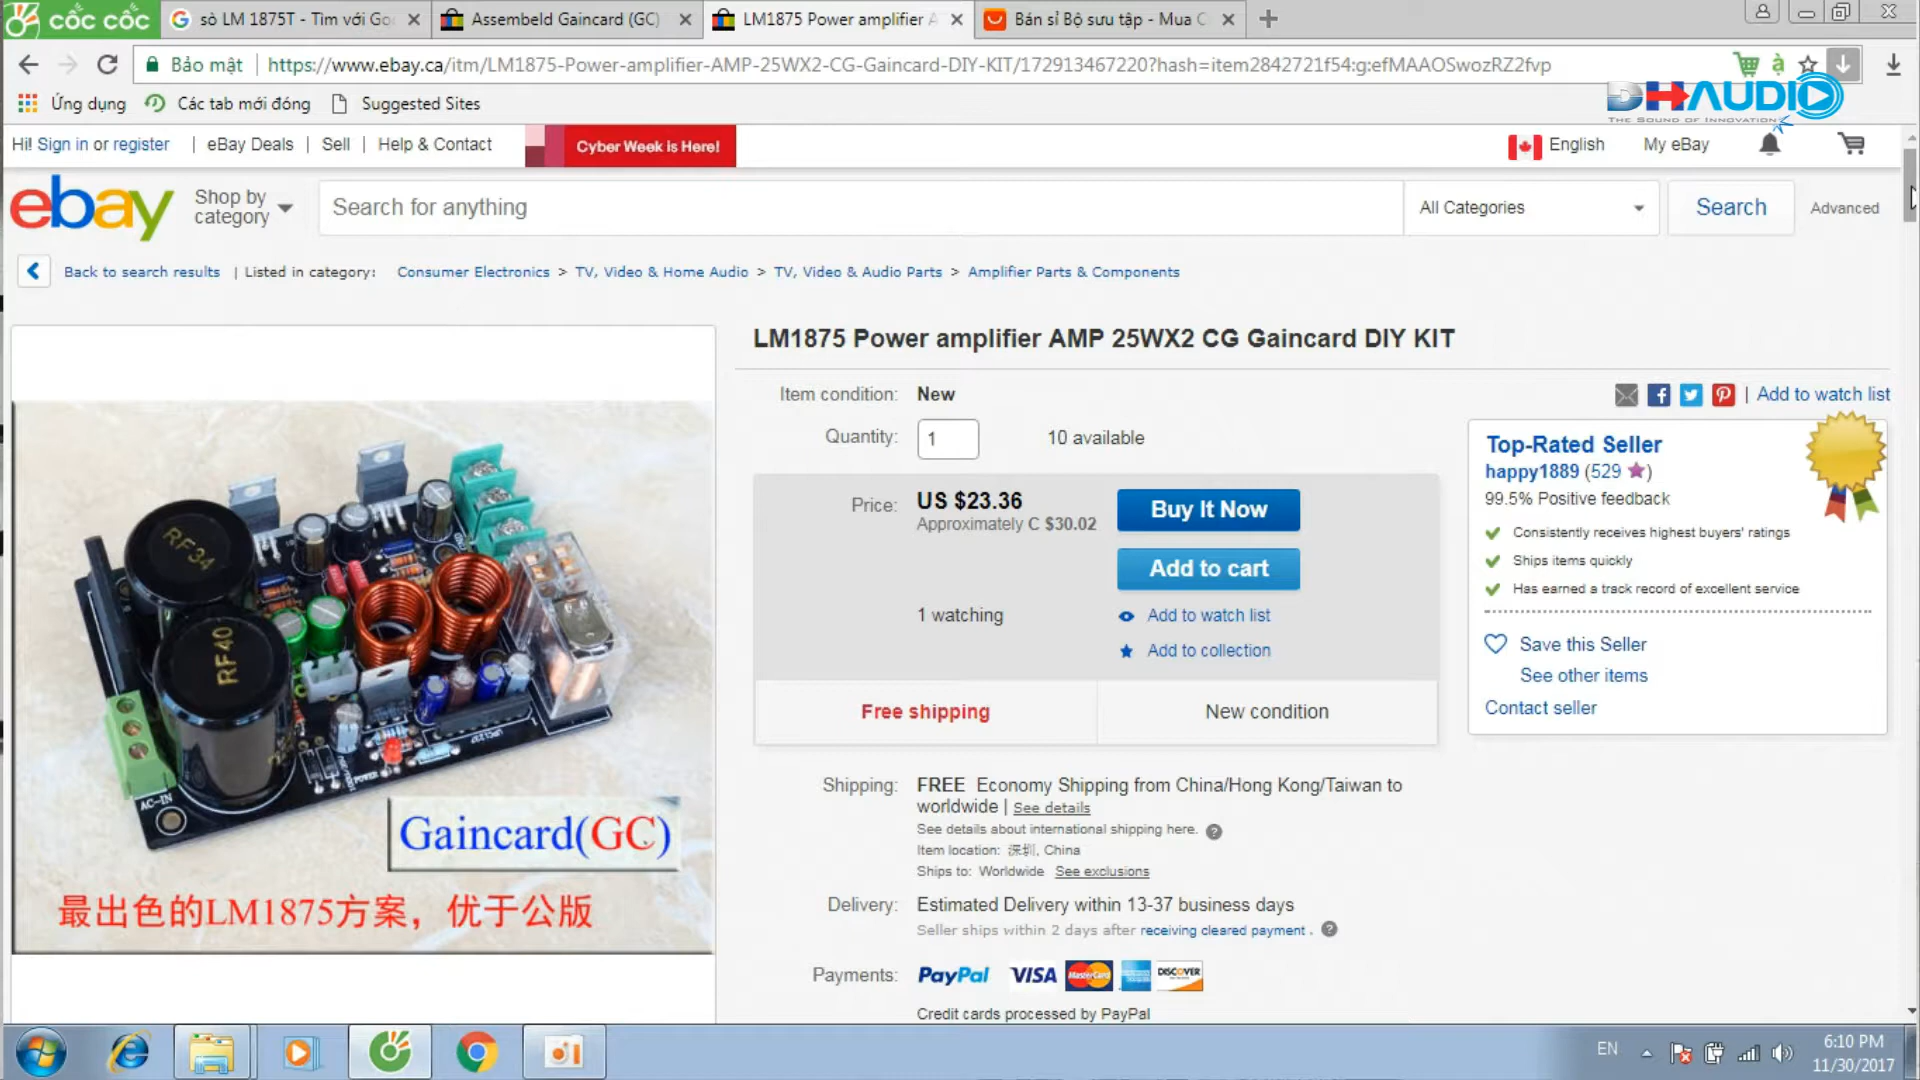 cốc cốc
sò LM 1875T - Tìm với Goo
Assembeld Gaincard (GC)
LM1875 Power amplifier A
Bán sỉ Bộ sưu tập - Mua C
Bảo mật
https://www.ebay.ca/itm/LM1875-Power-amplifier-AMP-25WX2-CG-Gaincard-DIY-KIT/172913467220?hash=item2842721f54:g:efMAAOSwozRZ2fvp
Ứng dụng
Các tab mới đóng
Suggested Sites
DHAUDIO
THE SOUND OF INNOVATION
Hi! Sign in or register | eBay Deals | Sell | Help & Contact
Cyber Week is Here!
English
My eBay
ebay
Shop by category
Search for anything
All Categories
Search
Advanced
Back to search results | Listed in category: Consumer Electronics > TV, Video & Home Audio > TV, Video & Audio Parts > Amplifier Parts & Components
LM1875 Power amplifier AMP 25WX2 CG Gaincard DIY KIT
Item condition: New
Quantity: 1
10 available
Price: US $23.36
Approximately C $30.02
Buy It Now
Add to cart
1 watching
Add to watch list
Add to collection
Free shipping
New condition
Shipping: FREE Economy Shipping from China/Hong Kong/Taiwan to
worldwide | See details
See details about international shipping here.
Item location: 深圳, China
Ships to: Worldwide See exclusions
Delivery: Estimated Delivery within 13-37 business days
Seller ships within 2 days after receiving cleared payment .
Payments: PayPal VISA MasterCard DISCOVER
Credit cards processed by PayPal
| Add to watch list
Top-Rated Seller
happy1889 (529 ★)
99.5% Positive feedback
Consistently receives highest buyers' ratings
Ships items quickly
Has earned a track record of excellent service
Save this Seller
See other items
Contact seller
RF34
RF40
AC-IN
POWER
UPC1237
Gaincard(GC)
最出色的LM1875方案，优于公版
EN
6:10 PM
11/30/2017